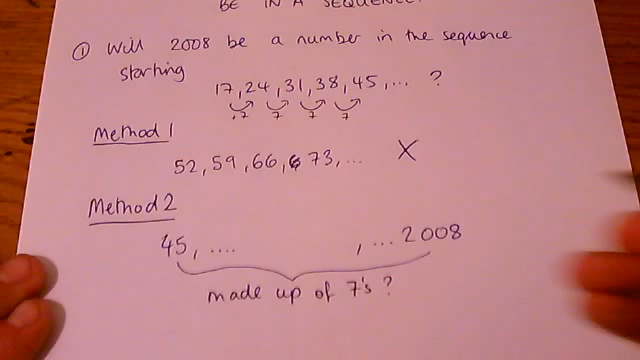 BE IN A SEQUENCE.
① Will 2008 be a number in the sequence
starting
17, 24, 31, 38, 45, ... ?
+7 7 7 7
Method 1
52, 59, 66, 73, ... X
Method 2
45, .... , ... 2008
made up of 7's ?